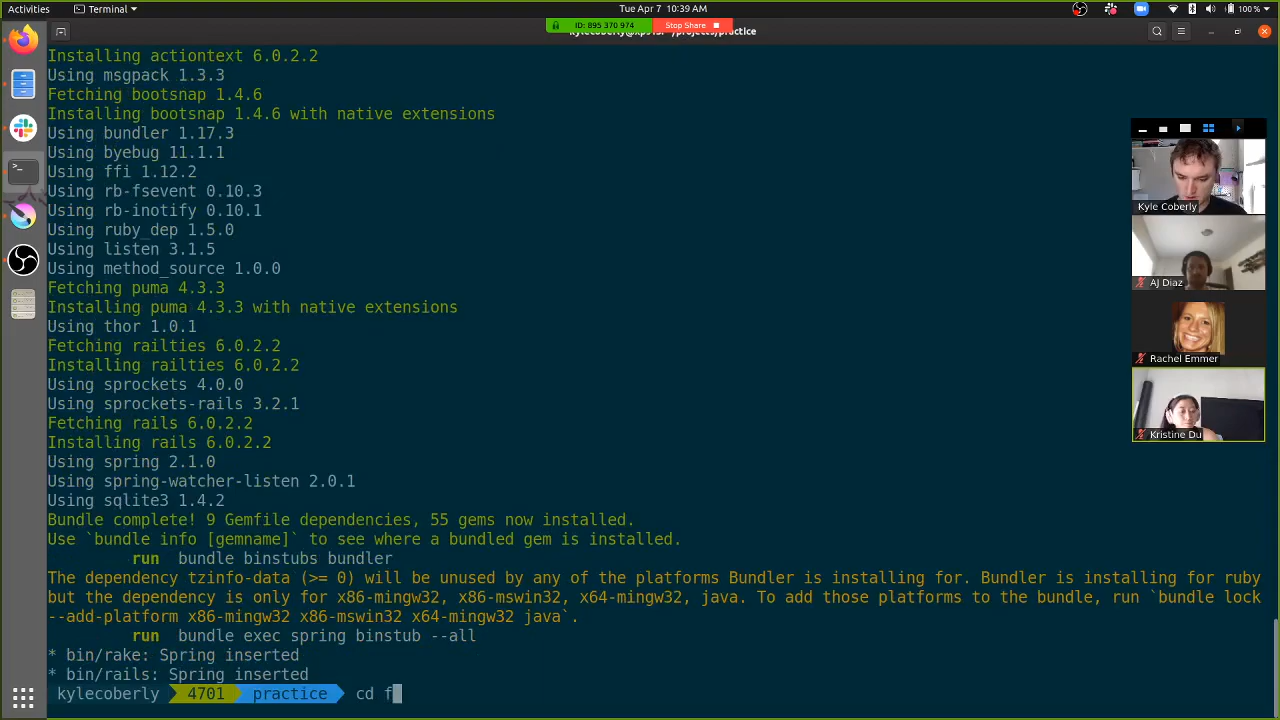 Activities
Terminal
Tue Apr 7 10:39 AM
100 %
ID: 895 370 974
Stop Share
Installing actiontext 6.0.2.2
Using msgpack 1.3.3
Fetching bootsnap 1.4.6
Installing bootsnap 1.4.6 with native extensions
Using bundler 1.17.3
Using byebug 11.1.1
Using ffi 1.12.2
Using rb-fsevent 0.10.3
Using rb-inotify 0.10.1
Using ruby_dep 1.5.0
Using listen 3.1.5
Using method_source 1.0.0
Fetching puma 4.3.3
Installing puma 4.3.3 with native extensions
Using thor 1.0.1
Fetching railties 6.0.2.2
Installing railties 6.0.2.2
Using sprockets 4.0.0
Using sprockets-rails 3.2.1
Fetching rails 6.0.2.2
Installing rails 6.0.2.2
Using spring 2.1.0
Using spring-watcher-listen 2.0.1
Using sqlite3 1.4.2
Bundle complete! 9 Gemfile dependencies, 55 gems now installed.
Use `bundle info [gemname]` to see where a bundled gem is installed.
run bundle binstubs bundler
The dependency tzinfo-data (>= 0) will be unused by any of the platforms Bundler is installing for. Bundler is installing for ruby
but the dependency is only for x86-mingw32, x86-mswin32, x64-mingw32, java. To add those platforms to the bundle, run `bundle lock
--add-platform x86-mingw32 x86-mswin32 x64-mingw32 java`.
run bundle exec spring binstub --all
* bin/rake: Spring inserted
* bin/rails: Spring inserted
kylecoberly 4701 practice cd f
Kyle Coberly
AJ Diaz
Rachel Emmer
Kristine Du